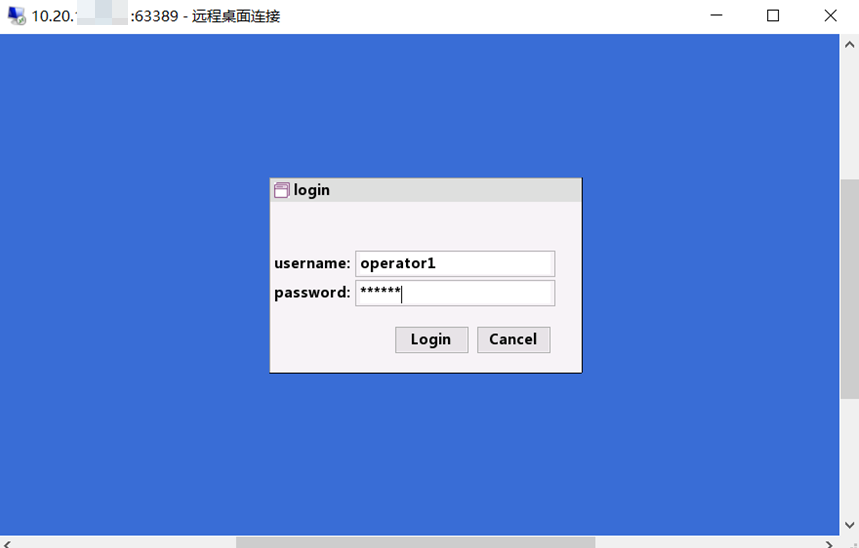 10.20. :63389 - 远程桌面连接
login
username: operator1
password: ******
Login Cancel